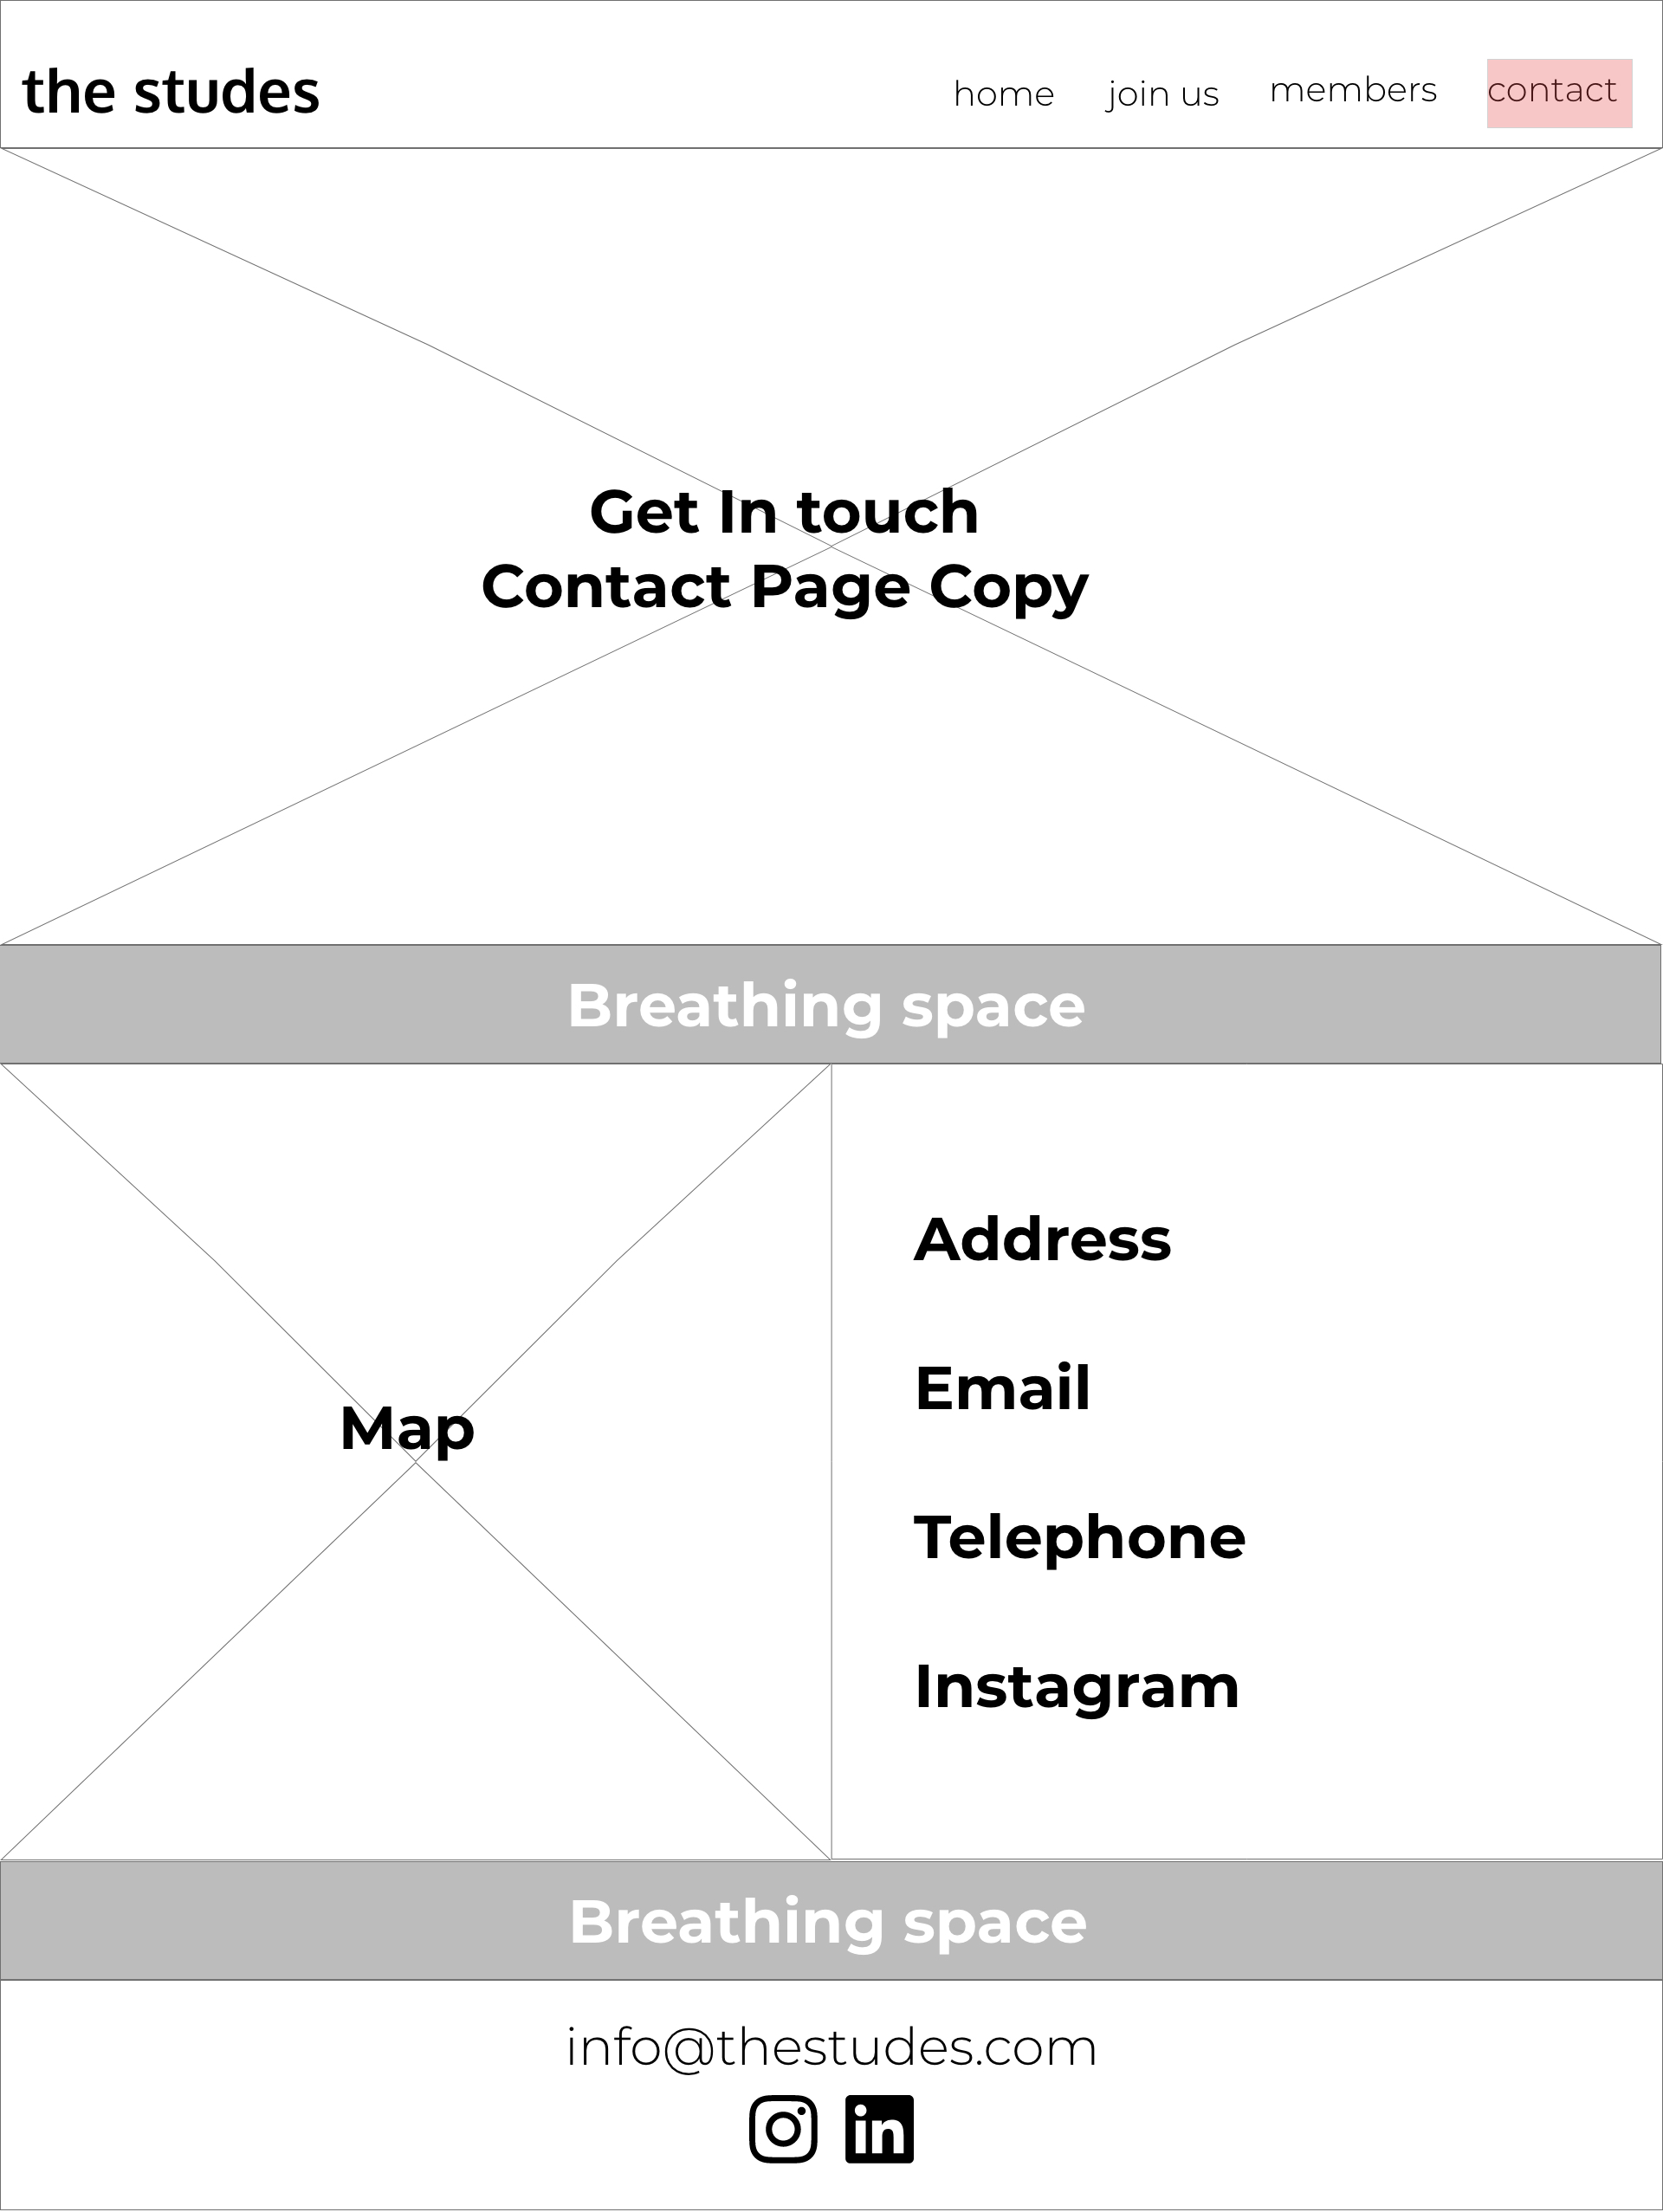 the studes
home join us members contact
Get In touch
Contact Page Copy
Breathing space
Map
Address
Email
Telephone
Instagram
Breathing space
info@thestudes.com
in